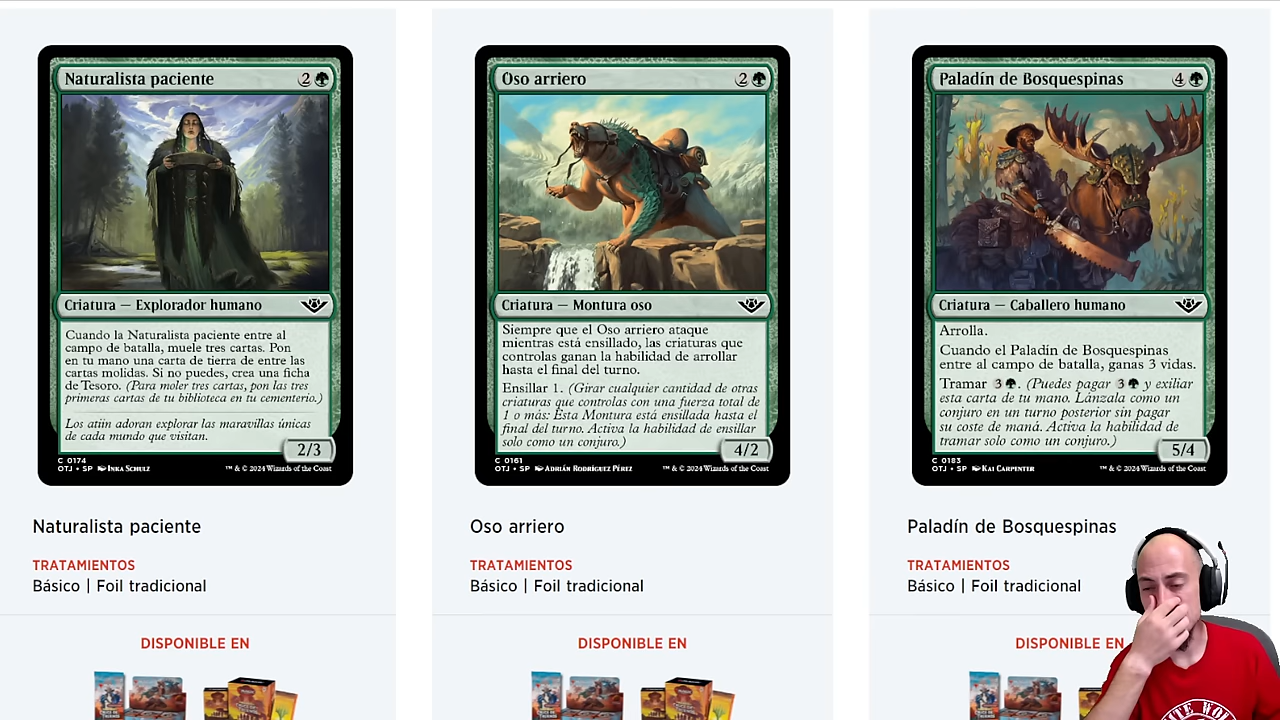 Naturalista paciente
2
Criatura — Explorador humano
Cuando la Naturalista paciente entre al
campo de batalla, muele tres cartas. Pon
en tu mano una carta de tierra de entre las
cartas molidas. Si no puedes, crea una ficha
de Tesoro. (Para moler tres cartas, pon las tres
primeras cartas de tu biblioteca en tu cementerio.)
Los atiin adoran explorar las maravillas únicas
de cada mundo que visitan.
2/3
C 0174
OTJ • SP INKA SCHULZ
™ & © 2024 Wizards of the Coast
Oso arriero
2
Criatura — Montura oso
Siempre que el Oso arriero ataque
mientras está ensillado, las criaturas que
controlas ganan la habilidad de arrollar
hasta el final del turno.
Ensillar 1. (Girar cualquier cantidad de otras
criaturas que controlas con una fuerza total de
1 o más: Esta Montura está ensillada hasta el
final del turno. Activa la habilidad de ensillar
solo como un conjuro.)
4/2
C 0161
OTJ • SP ADRIÁN RODRÍGUEZ PÉREZ
™ & © 2024 Wizards of the Coast
Paladín de Bosquespinas
4
Criatura — Caballero humano
Arrolla.
Cuando el Paladín de Bosquespinas
entre al campo de batalla, ganas 3 vidas.
Tramar 3. (Puedes pagar 3 y exiliar
esta carta de tu mano. Lánzala como un
conjuro en un turno posterior sin pagar
su coste de maná. Activa la habilidad de
tramar solo como un conjuro.)
5/4
C 0183
OTJ • SP KAI CARPENTER
™ & © 2024 Wizards of the Coast
Naturalista paciente
TRATAMIENTOS
Básico | Foil tradicional
DISPONIBLE EN
Oso arriero
TRATAMIENTOS
Básico | Foil tradicional
DISPONIBLE EN
Paladín de Bosquespinas
TRATAMIENTOS
Básico | Foil tradicional
DISPONIBLE EN